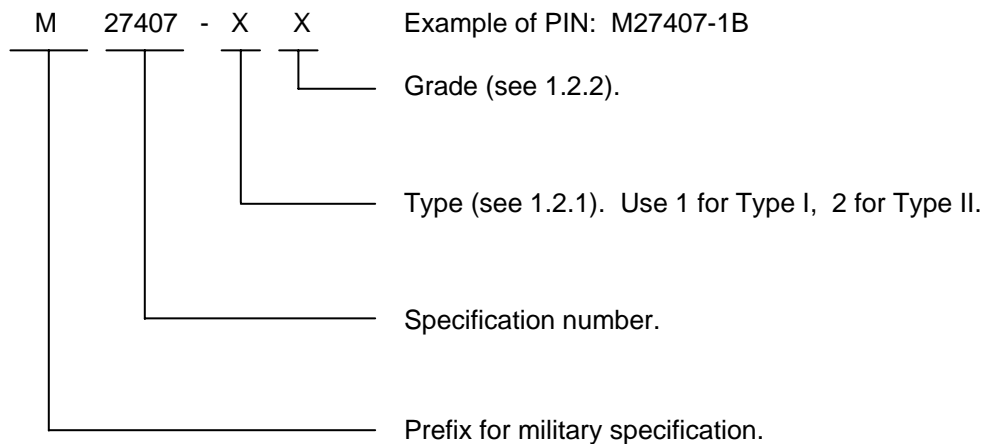 M 27407 - X X Example of PIN: M27407-1B
Grade (see 1.2.2).
Type (see 1.2.1). Use 1 for Type I, 2 for Type II.
Specification number.
Prefix for military specification.